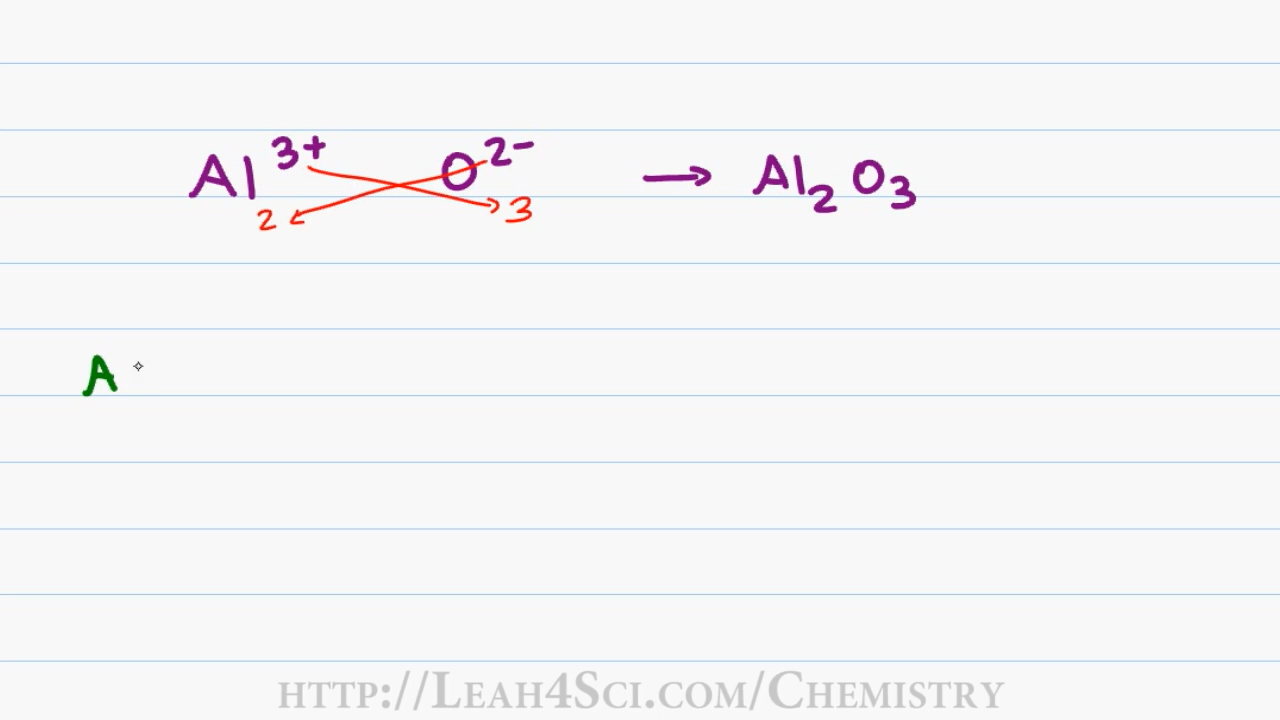 Al³⁺ O²⁻ → Al₂O₃
2 3
A
HTTP://LEAH4SCI.COM/CHEMISTRY